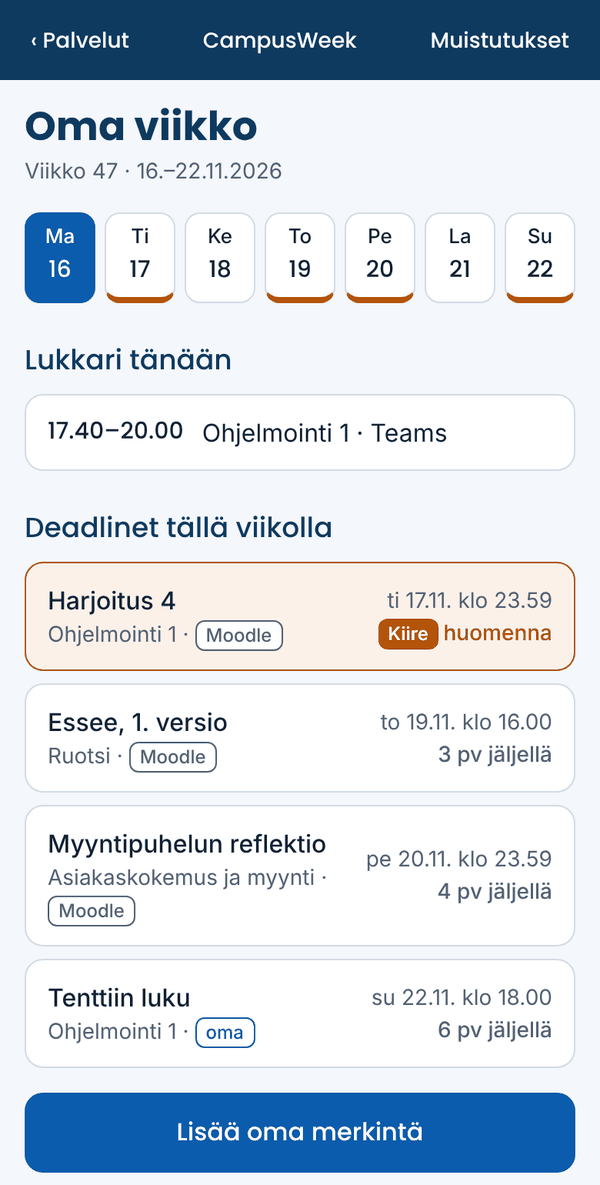 ‹ Palvelut CampusWeek Muistutukset
Oma viikko
Viikko 47 · 16.–22.11.2026
Ma Ti Ke To Pe La Su
16 17 18 19 20 21 22
Lukkari tänään
17.40–20.00 Ohjelmointi 1 · Teams
Deadlinet tällä viikolla
Harjoitus 4 ti 17.11. klo 23.59
Ohjelmointi 1 · Moodle Kiire huomenna
Essee, 1. versio to 19.11. klo 16.00
Ruotsi · Moodle 3 pv jäljellä
Myyntipuhelun reflektio
Asiakaskokemus ja myynti ·
Moodle
pe 20.11. klo 23.59
4 pv jäljellä
Tenttiin luku su 22.11. klo 18.00
Ohjelmointi 1 · oma 6 pv jäljellä
Lisää oma merkintä